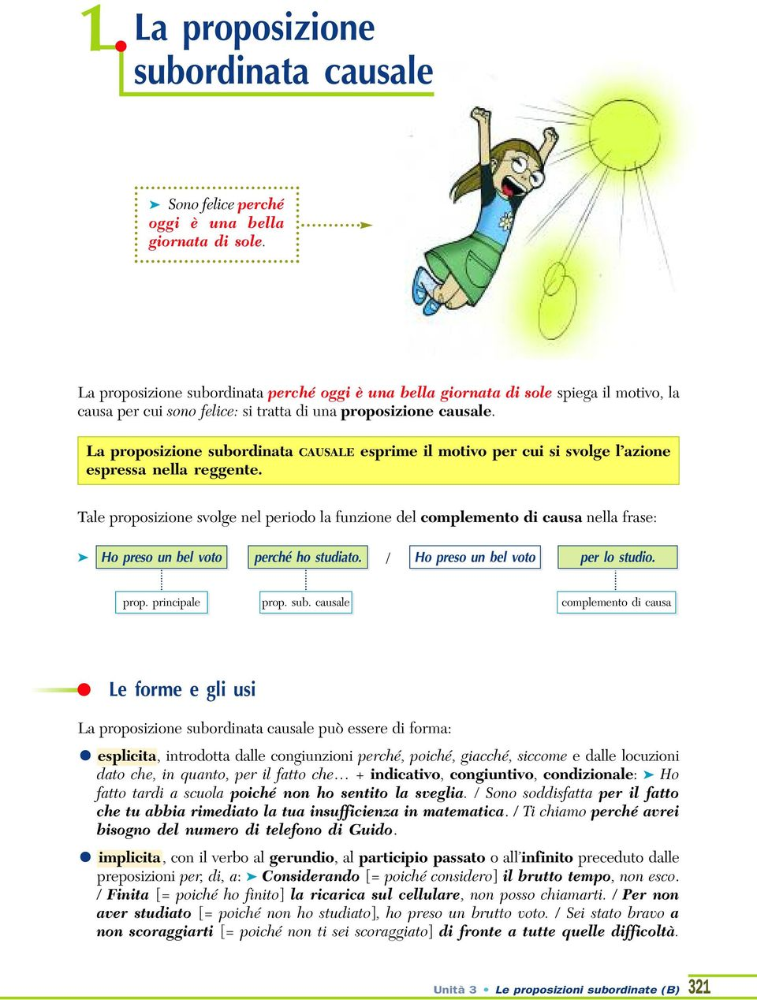 1.
La proposizione
subordinata causale
➤ Sono felice perché
oggi è una bella
giornata di sole.
La proposizione subordinata perché oggi è una bella giornata di sole spiega il motivo, la
causa per cui sono felice: si tratta di una proposizione causale.
La proposizione subordinata CAUSALE esprime il motivo per cui si svolge l'azione
espressa nella reggente.
Tale proposizione svolge nel periodo la funzione del complemento di causa nella frase:
➤ Ho preso un bel voto perché ho studiato. / Ho preso un bel voto per lo studio.
prop. principale prop. sub. causale complemento di causa
Le forme e gli usi
La proposizione subordinata causale può essere di forma:
● esplicita, introdotta dalle congiunzioni perché, poiché, giacché, siccome e dalle locuzioni
dato che, in quanto, per il fatto che… + indicativo, congiuntivo, condizionale: ➤ Ho
fatto tardi a scuola poiché non ho sentito la sveglia. / Sono soddisfatta per il fatto
che tu abbia rimediato la tua insufficienza in matematica. / Ti chiamo perché avrei
bisogno del numero di telefono di Guido.
● implicita, con il verbo al gerundio, al participio passato o all'infinito preceduto dalle
preposizioni per, di, a: ➤ Considerando [= poiché considero] il brutto tempo, non esco.
/ Finita [= poiché ho finito] la ricarica sul cellulare, non posso chiamarti. / Per non
aver studiato [= poiché non ho studiato], ho preso un brutto voto. / Sei stato bravo a
non scoraggiarti [= poiché non ti sei scoraggiato] di fronte a tutte quelle difficoltà.
Unità 3 • Le proposizioni subordinate (B) 321